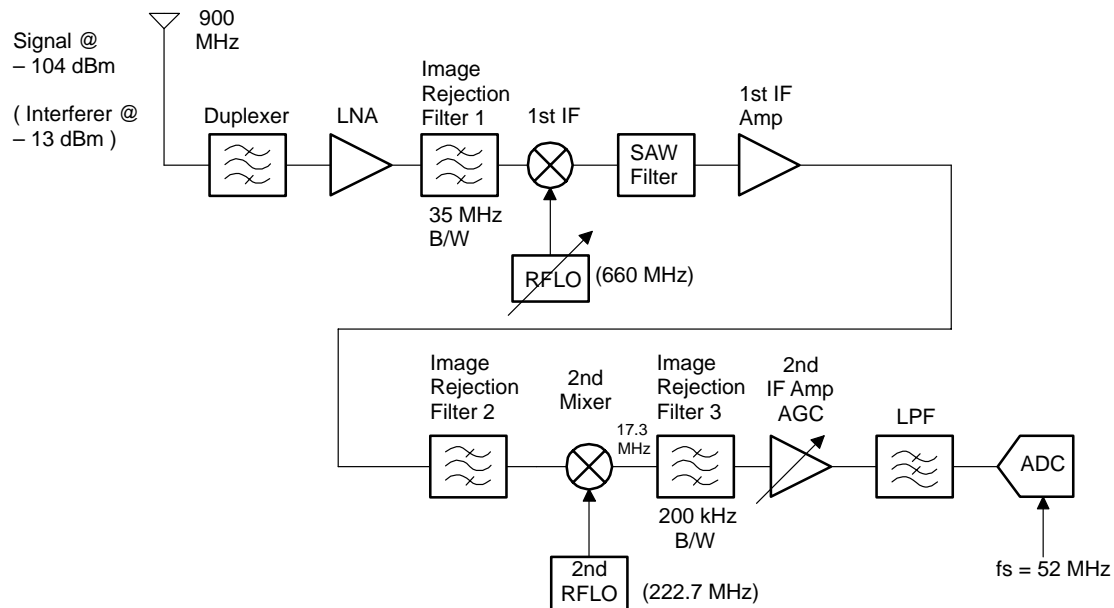 900
MHz
Signal @
– 104 dBm
( Interferer @
– 13 dBm )
Duplexer
LNA
Image
Rejection
Filter 1
1st IF
1st IF
Amp
SAW
Filter
35 MHz
B/W
RFLO
(660 MHz)
Image
Rejection
Filter 2
2nd
Mixer
17.3
MHz
Image
Rejection
Filter 3
2nd
IF Amp
AGC
LPF
ADC
200 kHz
B/W
2nd
RFLO
(222.7 MHz)
fs = 52 MHz